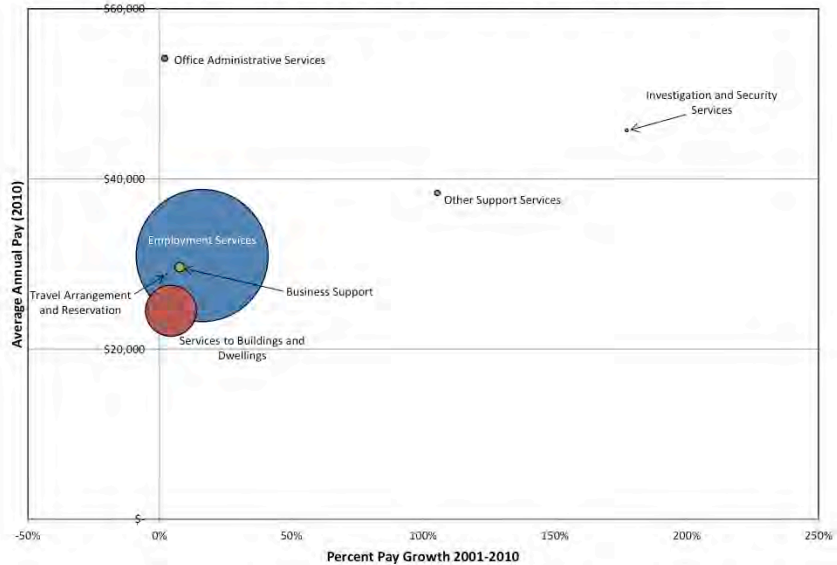 $60,000
Office Administrative Services
Investigation and Security
Services
$40,000
Other Support Services
Employment Services
Business Support
Travel Arrangement
and Reservation
Services to Buildings and
Dwellings
$20,000
$-
Average Annual Pay (2010)
-50%
0%
50%
100%
150%
200%
250%
Percent Pay Growth 2001-2010